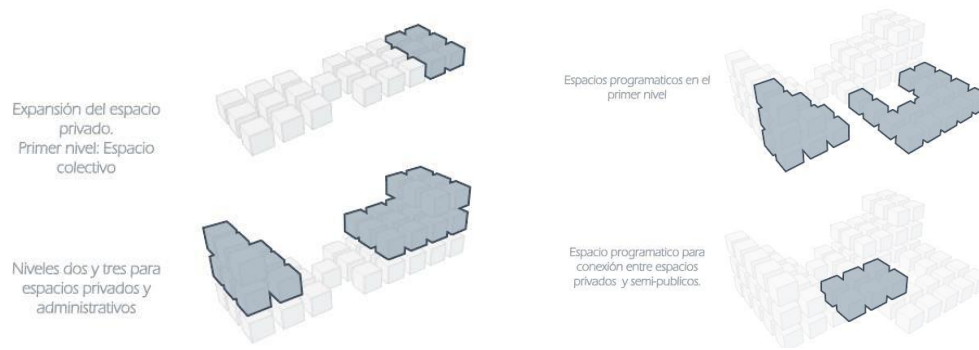 Expansión del espacio
privado.
Primer nivel: Espacio
colectivo
Niveles dos y tres para
espacios privados y
administrativos
Espacios programaticos en el
primer nivel
Espacio programatico para
conexión entre espacios
privados y semi-publicos.